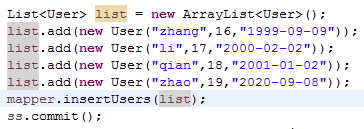 List<User> list = new ArrayList<User>();
list.add(new User("zhang",16,"1999-09-09"));
list.add(new User("li",17,"2000-02-02"));
list.add(new User("qian",18,"2001-01-02"));
list.add(new User("zhao",19,"2020-09-08"));
mapper.insertUsers(list);
ss.commit();